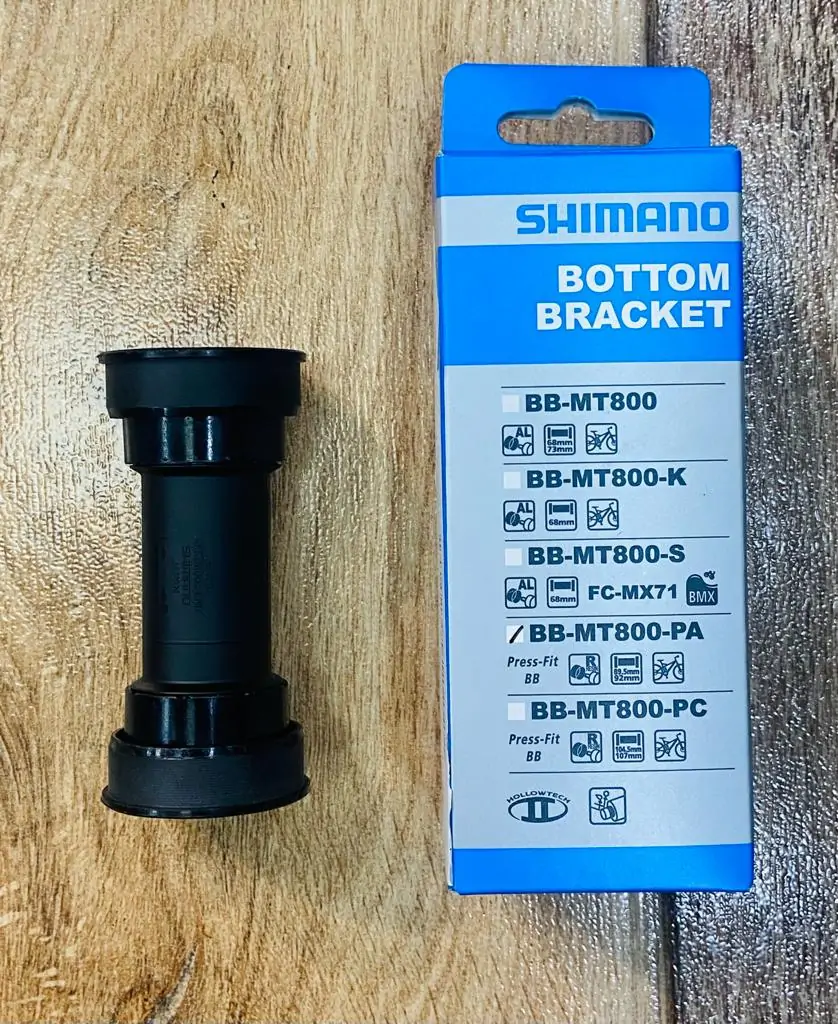 SHIMANO
BOTTOM
BRACKET
BB-MT800
AL
68mm
73mm
BB-MT800-K
AL
68mm
BB-MT800-S
AL
68mm
FC-MX71
BMX
BB-MT800-PA
Press-Fit
BB
R
89.5mm
92mm
BB-MT800-PC
Press-Fit
BB
R
104.5mm
107mm
HOLLOWTECH
II